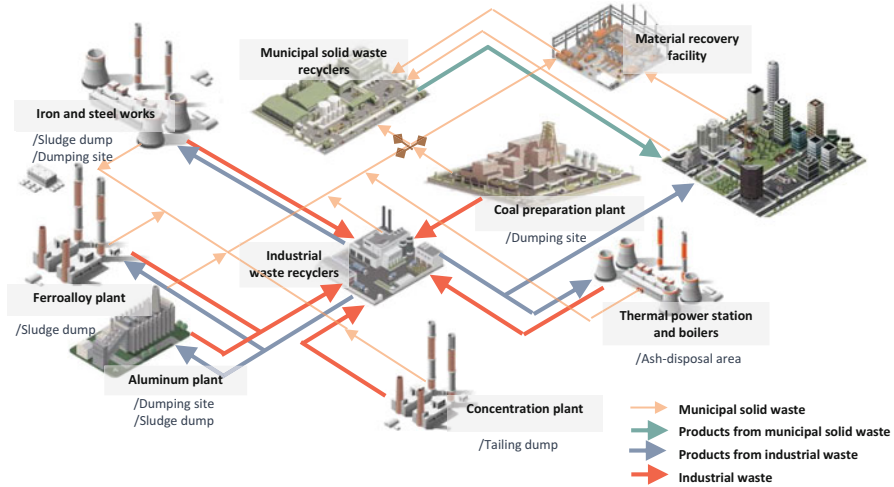 Municipal solid waste
recyclers
Material recovery
facility
Iron and steel works
/Sludge dump
/Dumping site
Coal preparation plant
/Dumping site
Industrial
waste recyclers
Ferroalloy plant
/Sludge dump
Thermal power station
and boilers
/Ash-disposal area
Aluminum plant
/Dumping site
/Sludge dump
Concentration plant
/Tailing dump
Municipal solid waste
Products from municipal solid waste
Products from industrial waste
Industrial waste